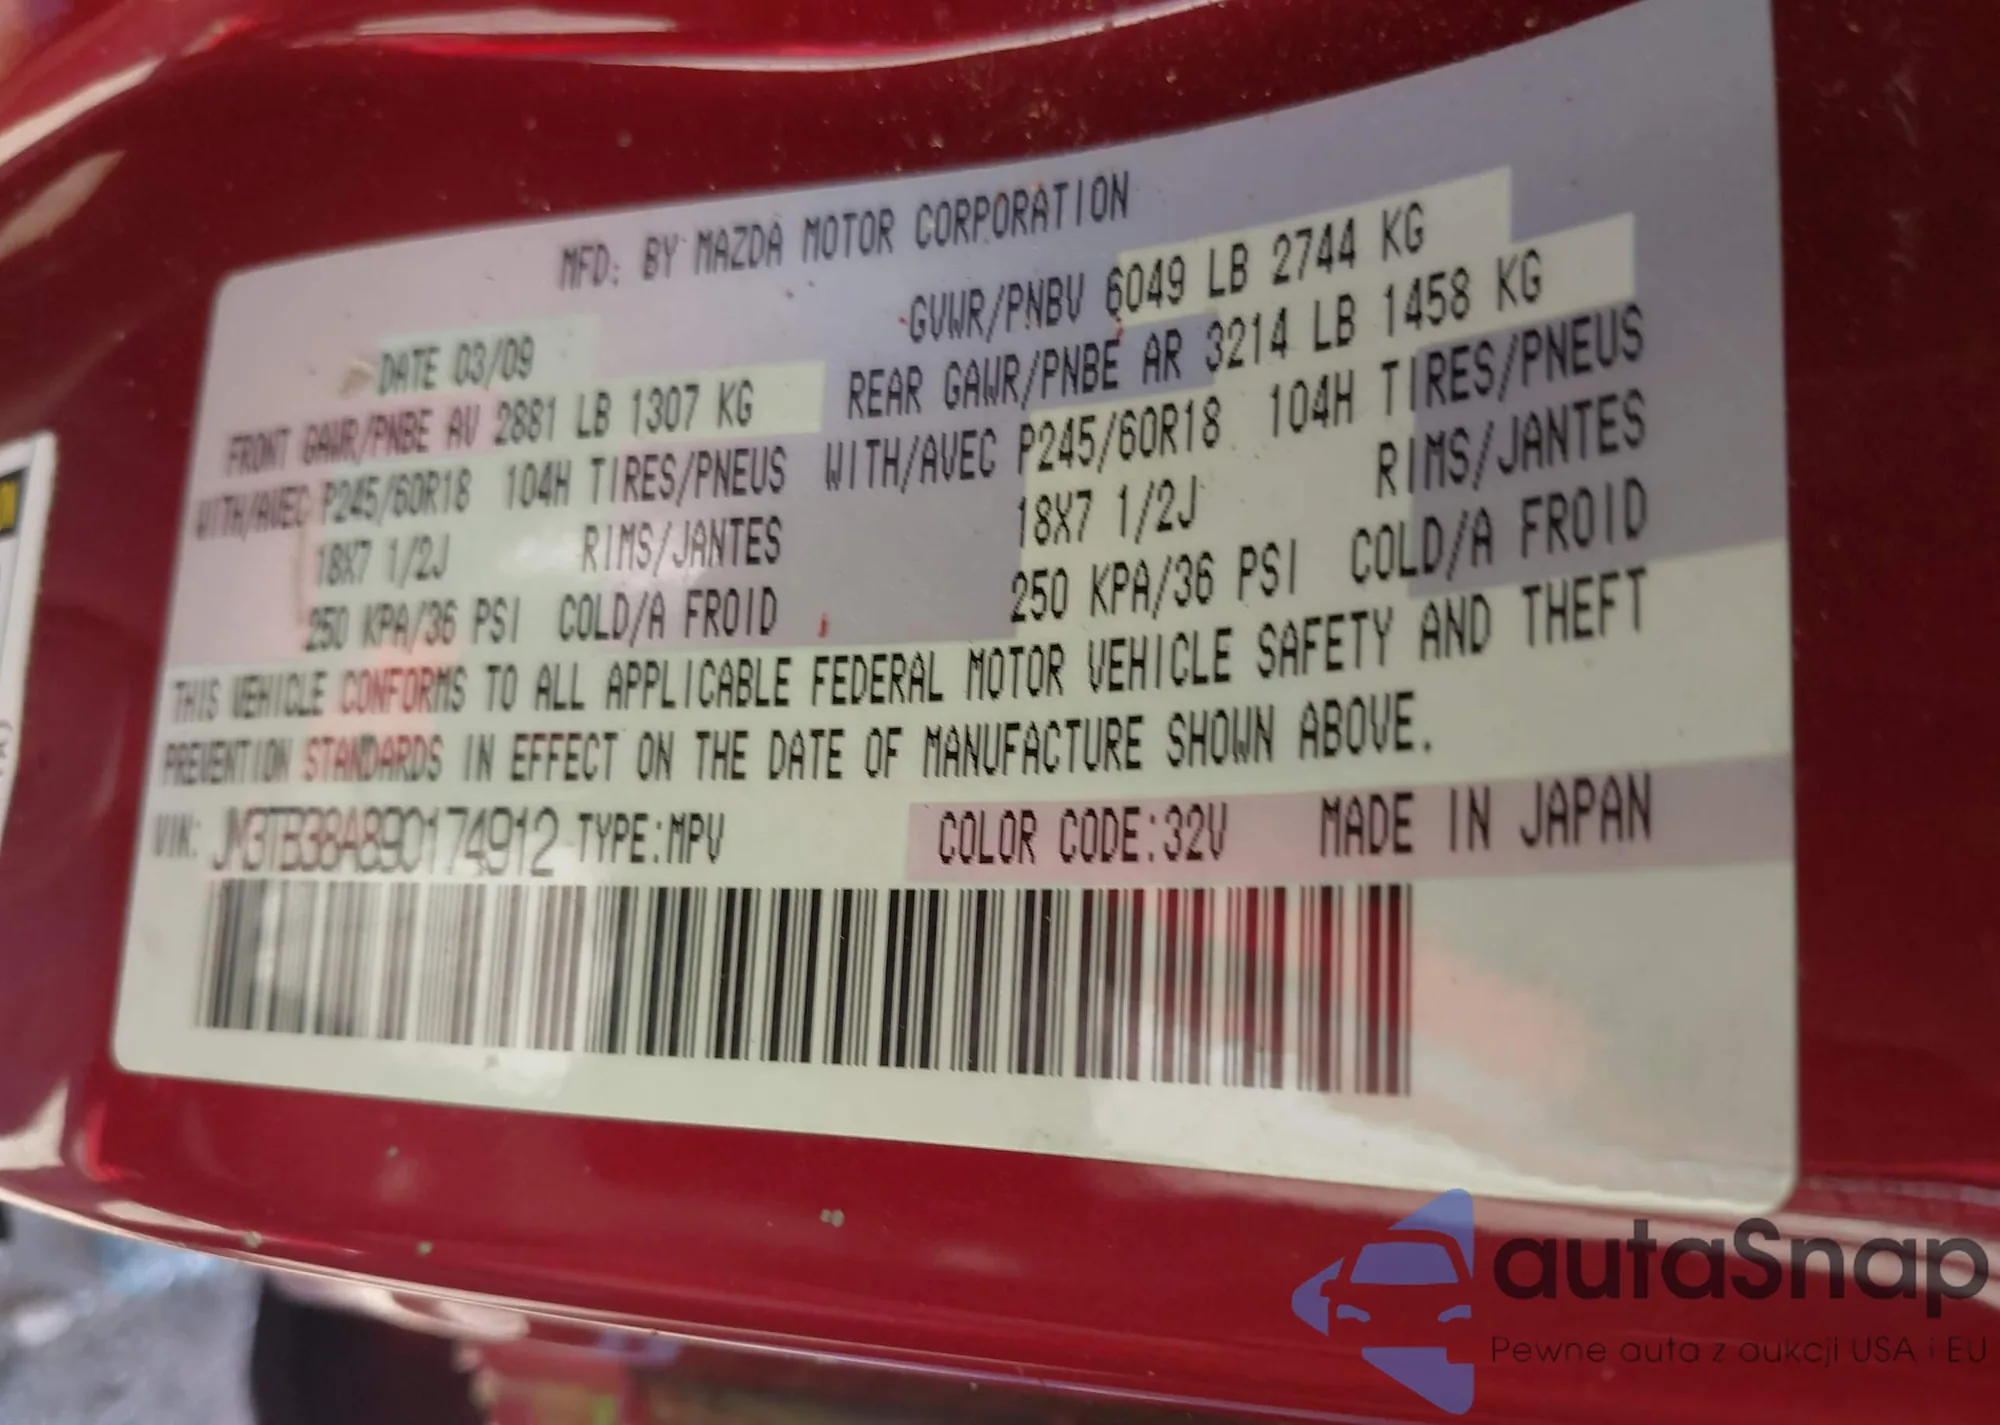 MFD: BY MAZDA MOTOR CORPORATION
DATE 03/09 GVWR/PNBV 6049 LB 2744 KG
FRONT GAWR/PNBE AV 2881 LB 1307 KG REAR GAWR/PNBE AR 3214 LB 1458 KG
WITH/AVEC P245/60R18 104H TIRES/PNEUS WITH/AVEC P245/60R18 104H TIRES/PNEUS
18X7 1/2J RIMS/JANTES 18X7 1/2J RIMS/JANTES
250 KPA/36 PSI COLD/A FROID 250 KPA/36 PSI COLD/A FROID
THIS VEHICLE CONFORMS TO ALL APPLICABLE FEDERAL MOTOR VEHICLE SAFETY AND THEFT
PREVENTION STANDARDS IN EFFECT ON THE DATE OF MANUFACTURE SHOWN ABOVE.
VIN: JM3TB38A890174912 TYPE:MPV COLOR CODE:32V MADE IN JAPAN
autaSnap
Pewne auta z aukcji USA i EU